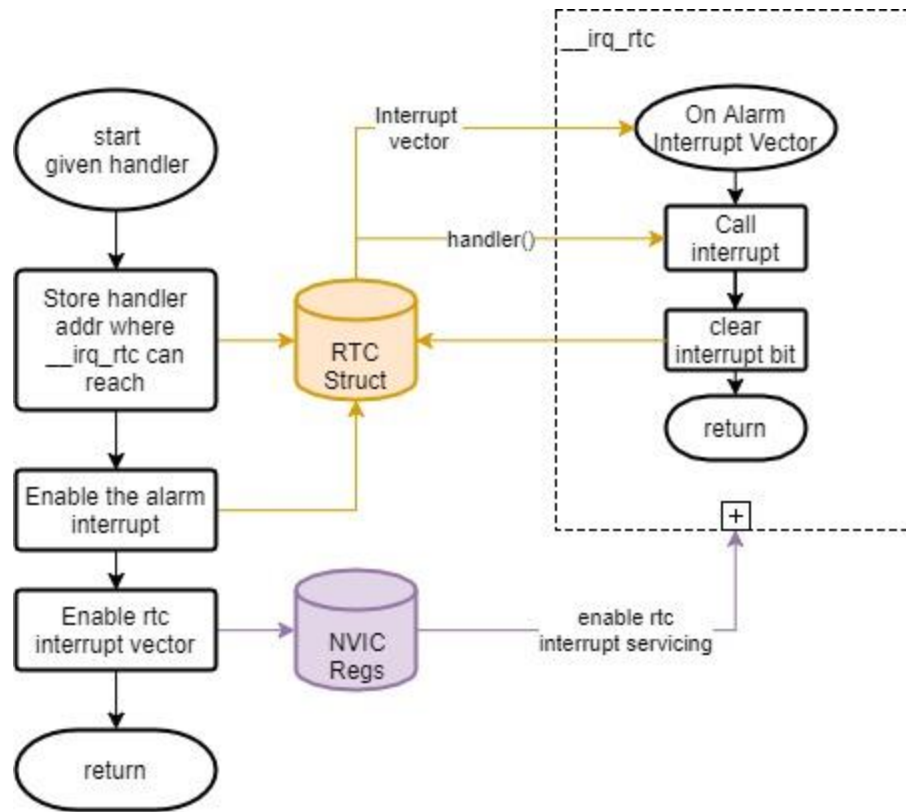 start
given handler
Store handler
addr where
__irq_rtc can
reach
Enable the alarm
interrupt
Enable rtc
interrupt vector
return
RTC
Struct
NVIC
Regs
Interrupt
vector
handler()
enable rtc
interrupt servicing
__irq_rtc
On Alarm
Interrupt Vector
Call
interrupt
clear
interrupt bit
return
+